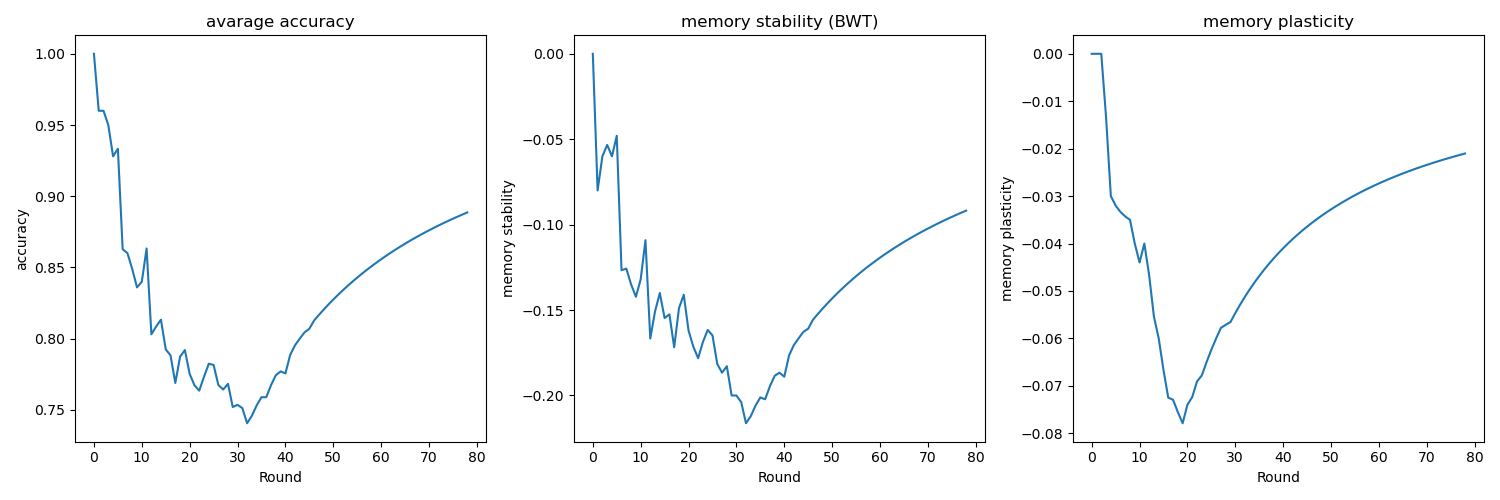 avarage accuracy
accuracy
1.00
0.95
0.90
0.85
0.80
0.75
0 10 20 30 40 50 60 70 80
Round
memory stability (BWT)
memory stability
0.00
−0.05
−0.10
−0.15
−0.20
0 10 20 30 40 50 60 70 80
Round
memory plasticity
memory plasticity
0.00
−0.01
−0.02
−0.03
−0.04
−0.05
−0.06
−0.07
−0.08
0 10 20 30 40 50 60 70 80
Round